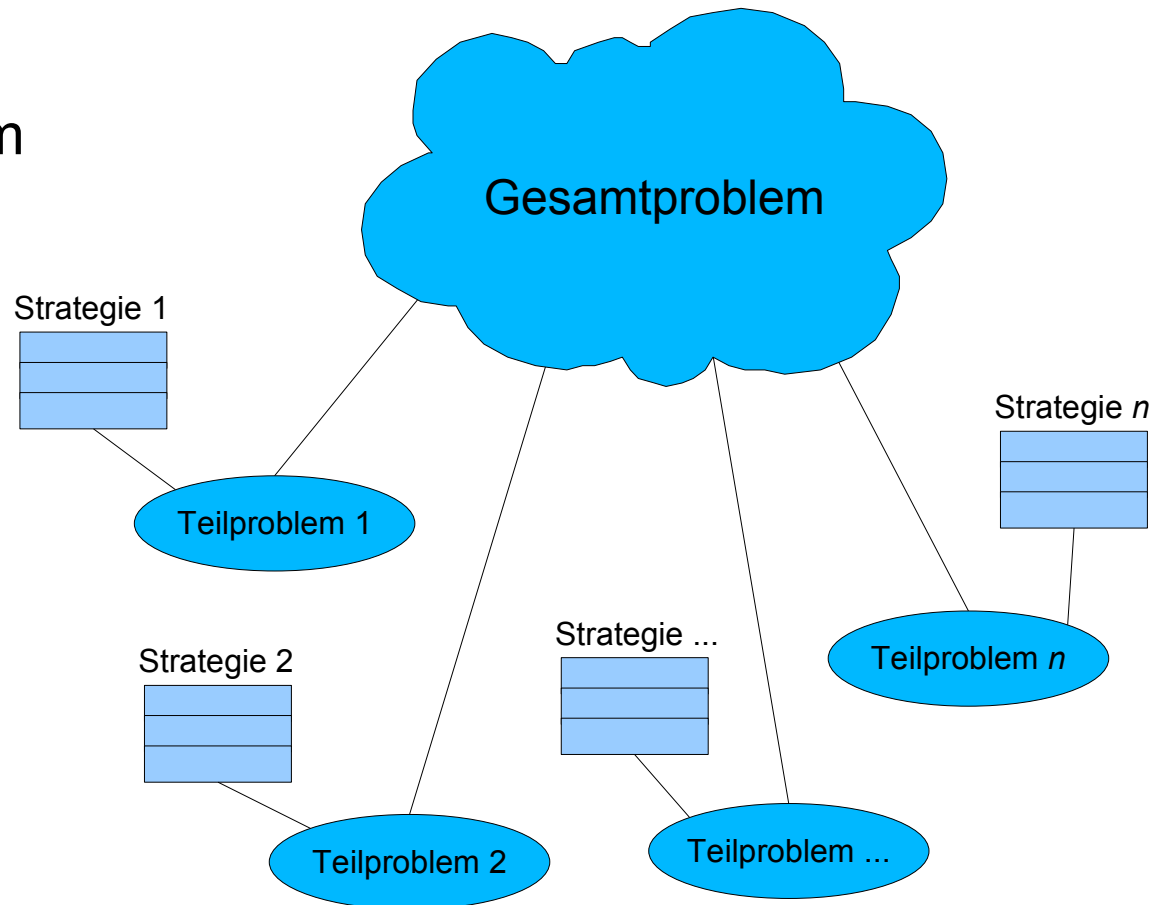 Gesamtproblem
Strategie 1
Teilproblem 1
Strategie n
Teilproblem n
Strategie ...
Teilproblem ...
Strategie 2
Teilproblem 2